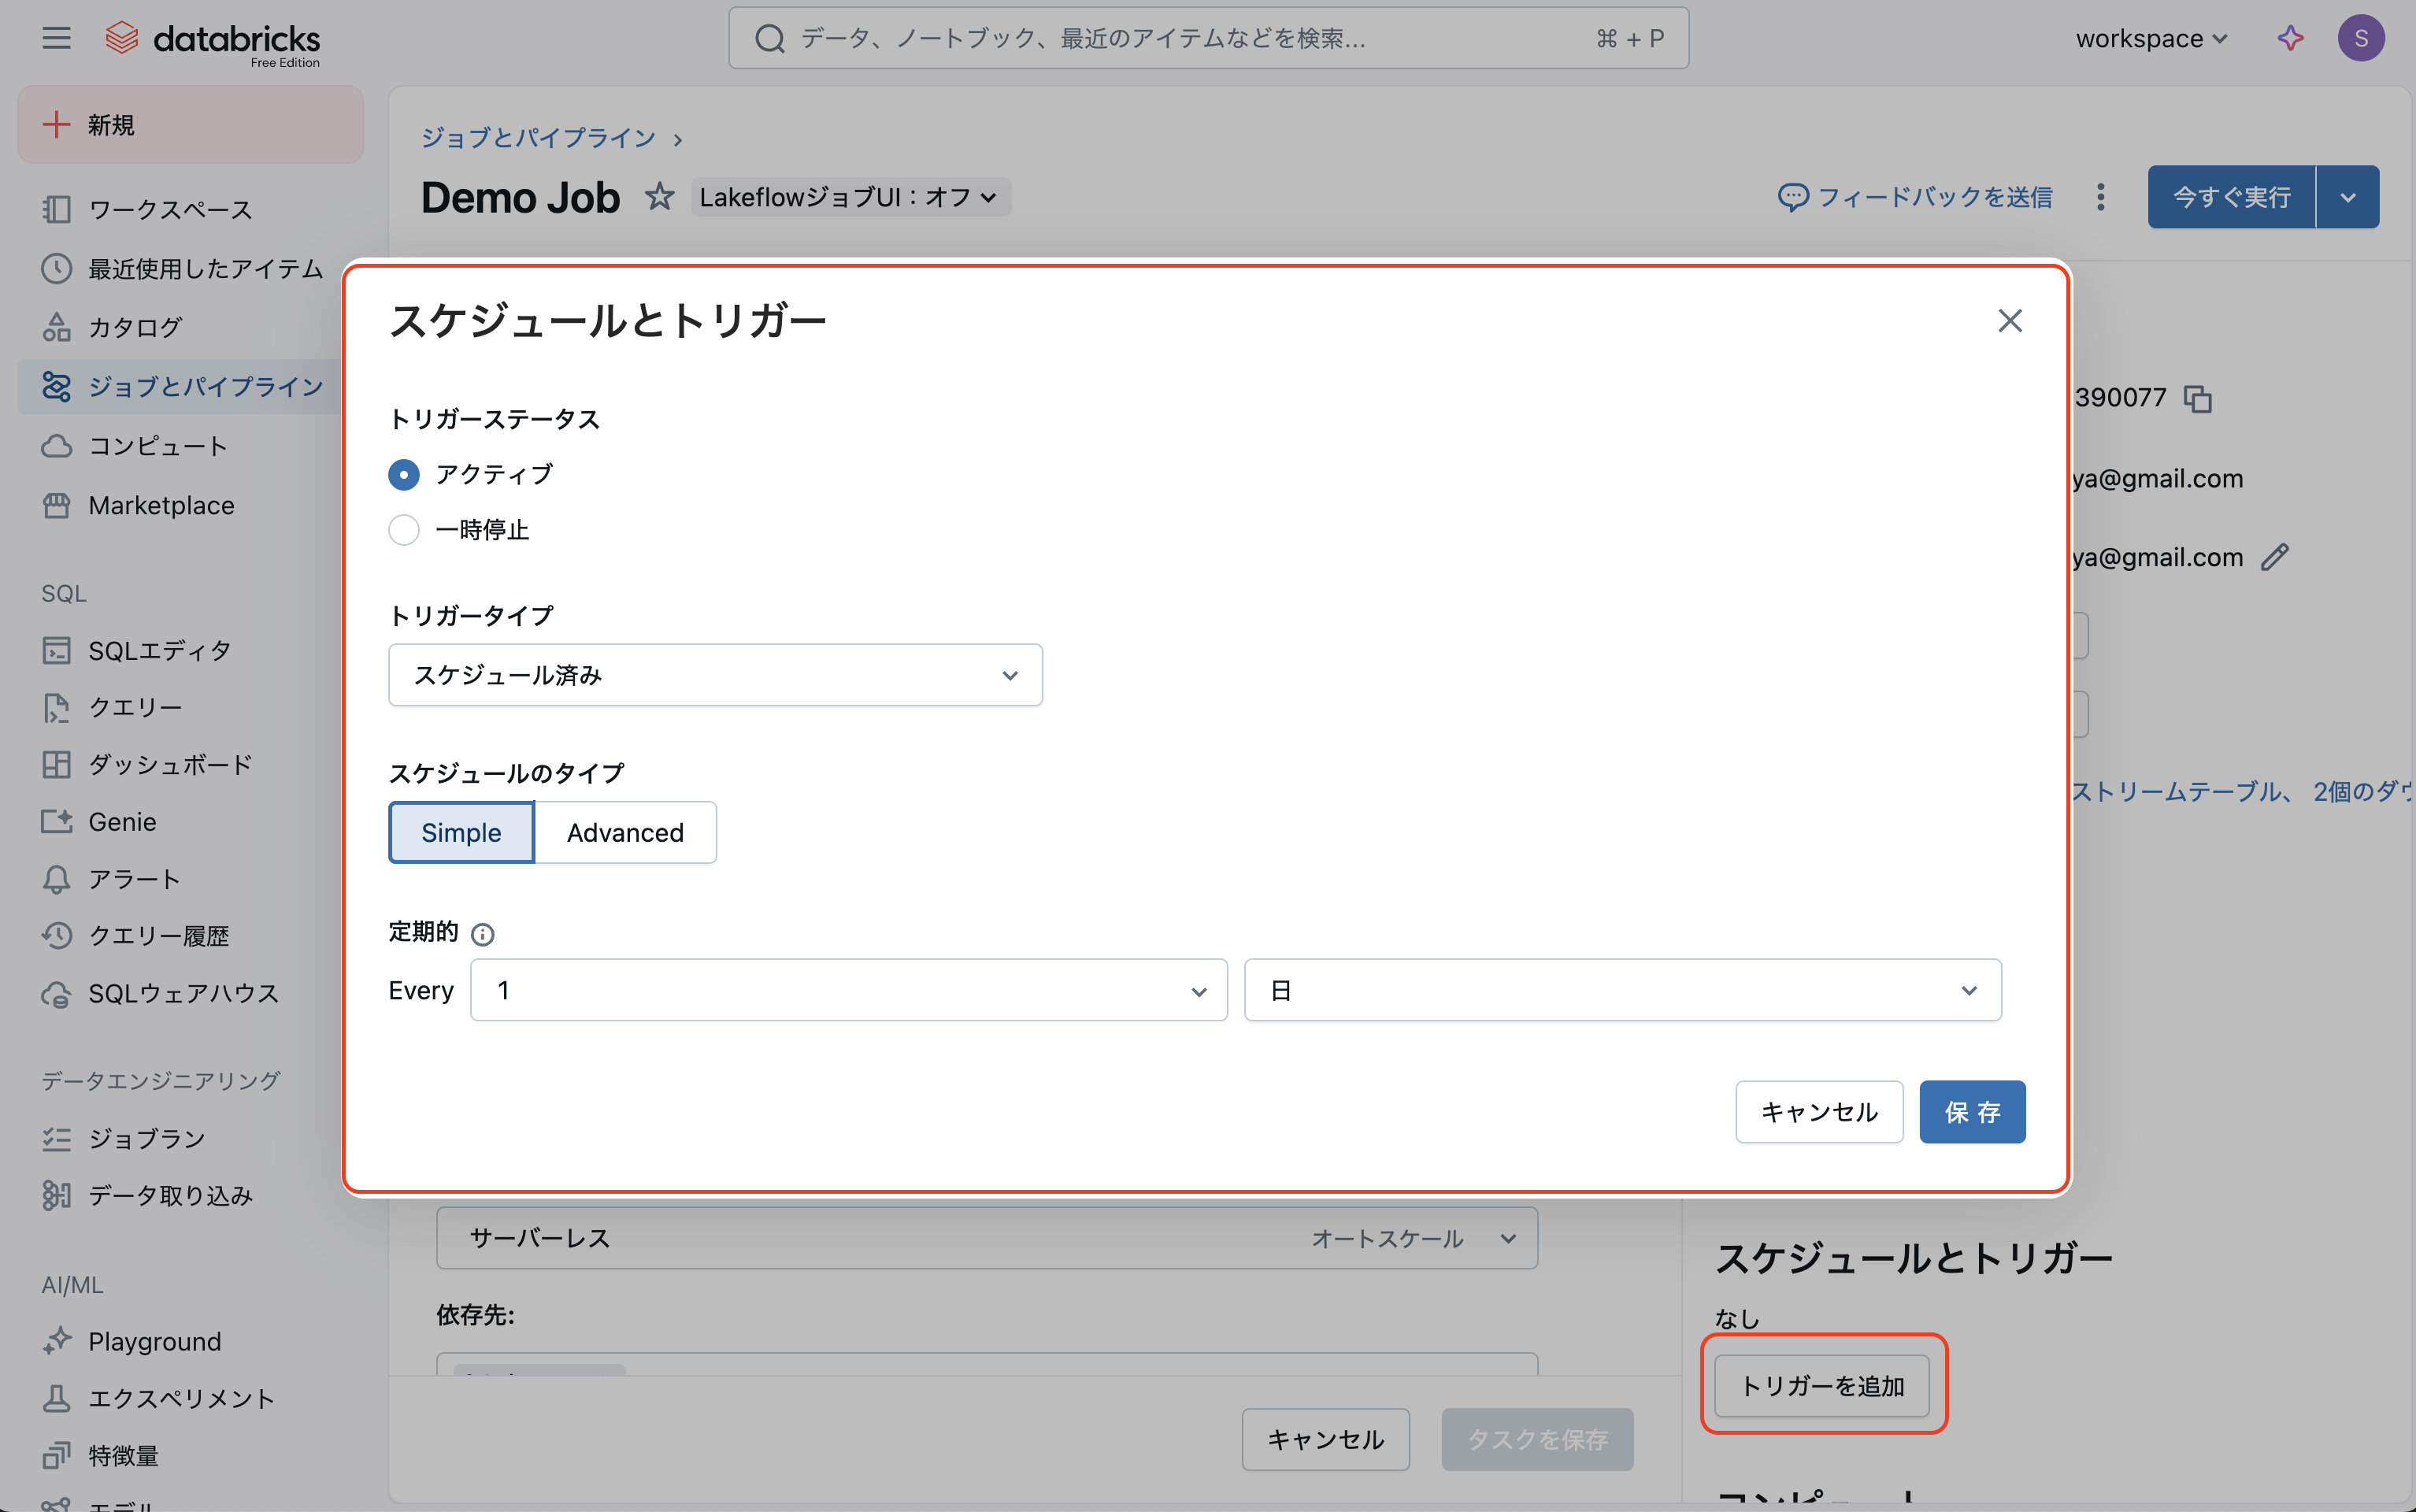 databricks
Free Edition
データ、ノートブック、最近のアイテムなどを検索...
⌘ + P
workspace
S
新規
ワークスペース
最近使用したアイテム
カタログ
ジョブとパイプライン
コンピュート
Marketplace
SQL
SQLエディタ
クエリー
ダッシュボード
Genie
アラート
クエリー履歴
SQLウェアハウス
データエンジニアリング
ジョブラン
データ取り込み
AI/ML
Playground
エクスペリメント
特徴量
モデル
ジョブとパイプライン ›
Demo Job
LakeflowジョブUI：オフ
フィードバックを送信
今すぐ実行
スケジュールとトリガー
トリガーステータス
アクティブ
一時停止
トリガータイプ
スケジュール済み
スケジュールのタイプ
Simple
Advanced
定期的
Every
1
日
キャンセル
保存
390077
ya@gmail.com
ya@gmail.com
ストリームテーブル、 2個のダウ
サーバーレス
オートスケール
依存先:
キャンセル
タスクを保存
スケジュールとトリガー
なし
トリガーを追加
コンピュート